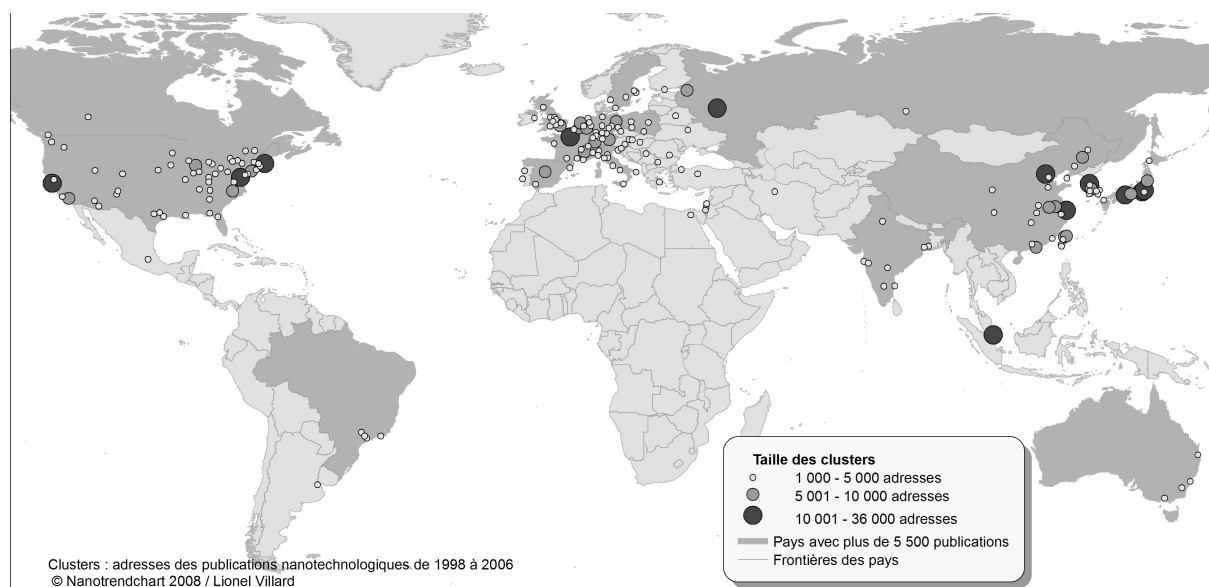 Taille des clusters
1 000 - 5 000 adresses
5 001 - 10 000 adresses
10 001 - 36 000 adresses
Pays avec plus de 5 500 publications
Frontières des pays
Clusters : adresses des publications nanotechnologiques de 1998 à 2006
© Nanotrendchart 2008 / Lionel Villard